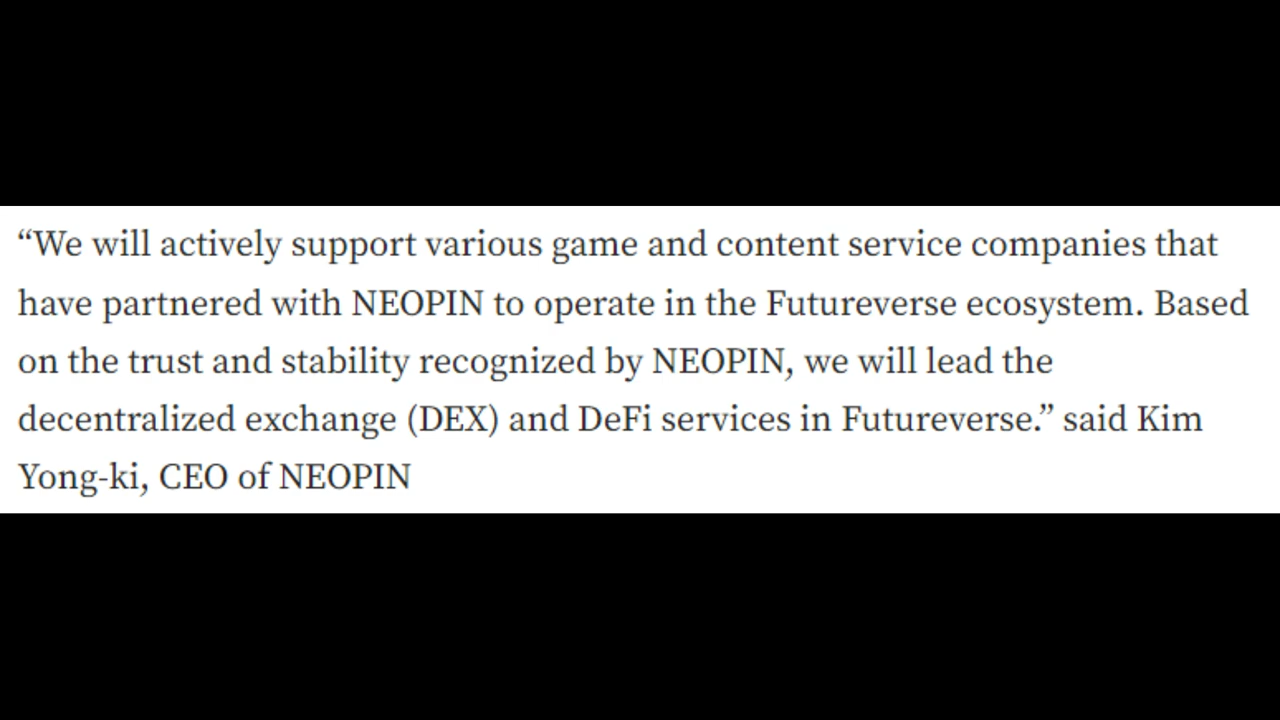 “We will actively support various game and content service companies that
have partnered with NEOPIN to operate in the Futureverse ecosystem. Based
on the trust and stability recognized by NEOPIN, we will lead the
decentralized exchange (DEX) and DeFi services in Futureverse.” said Kim
Yong-ki, CEO of NEOPIN